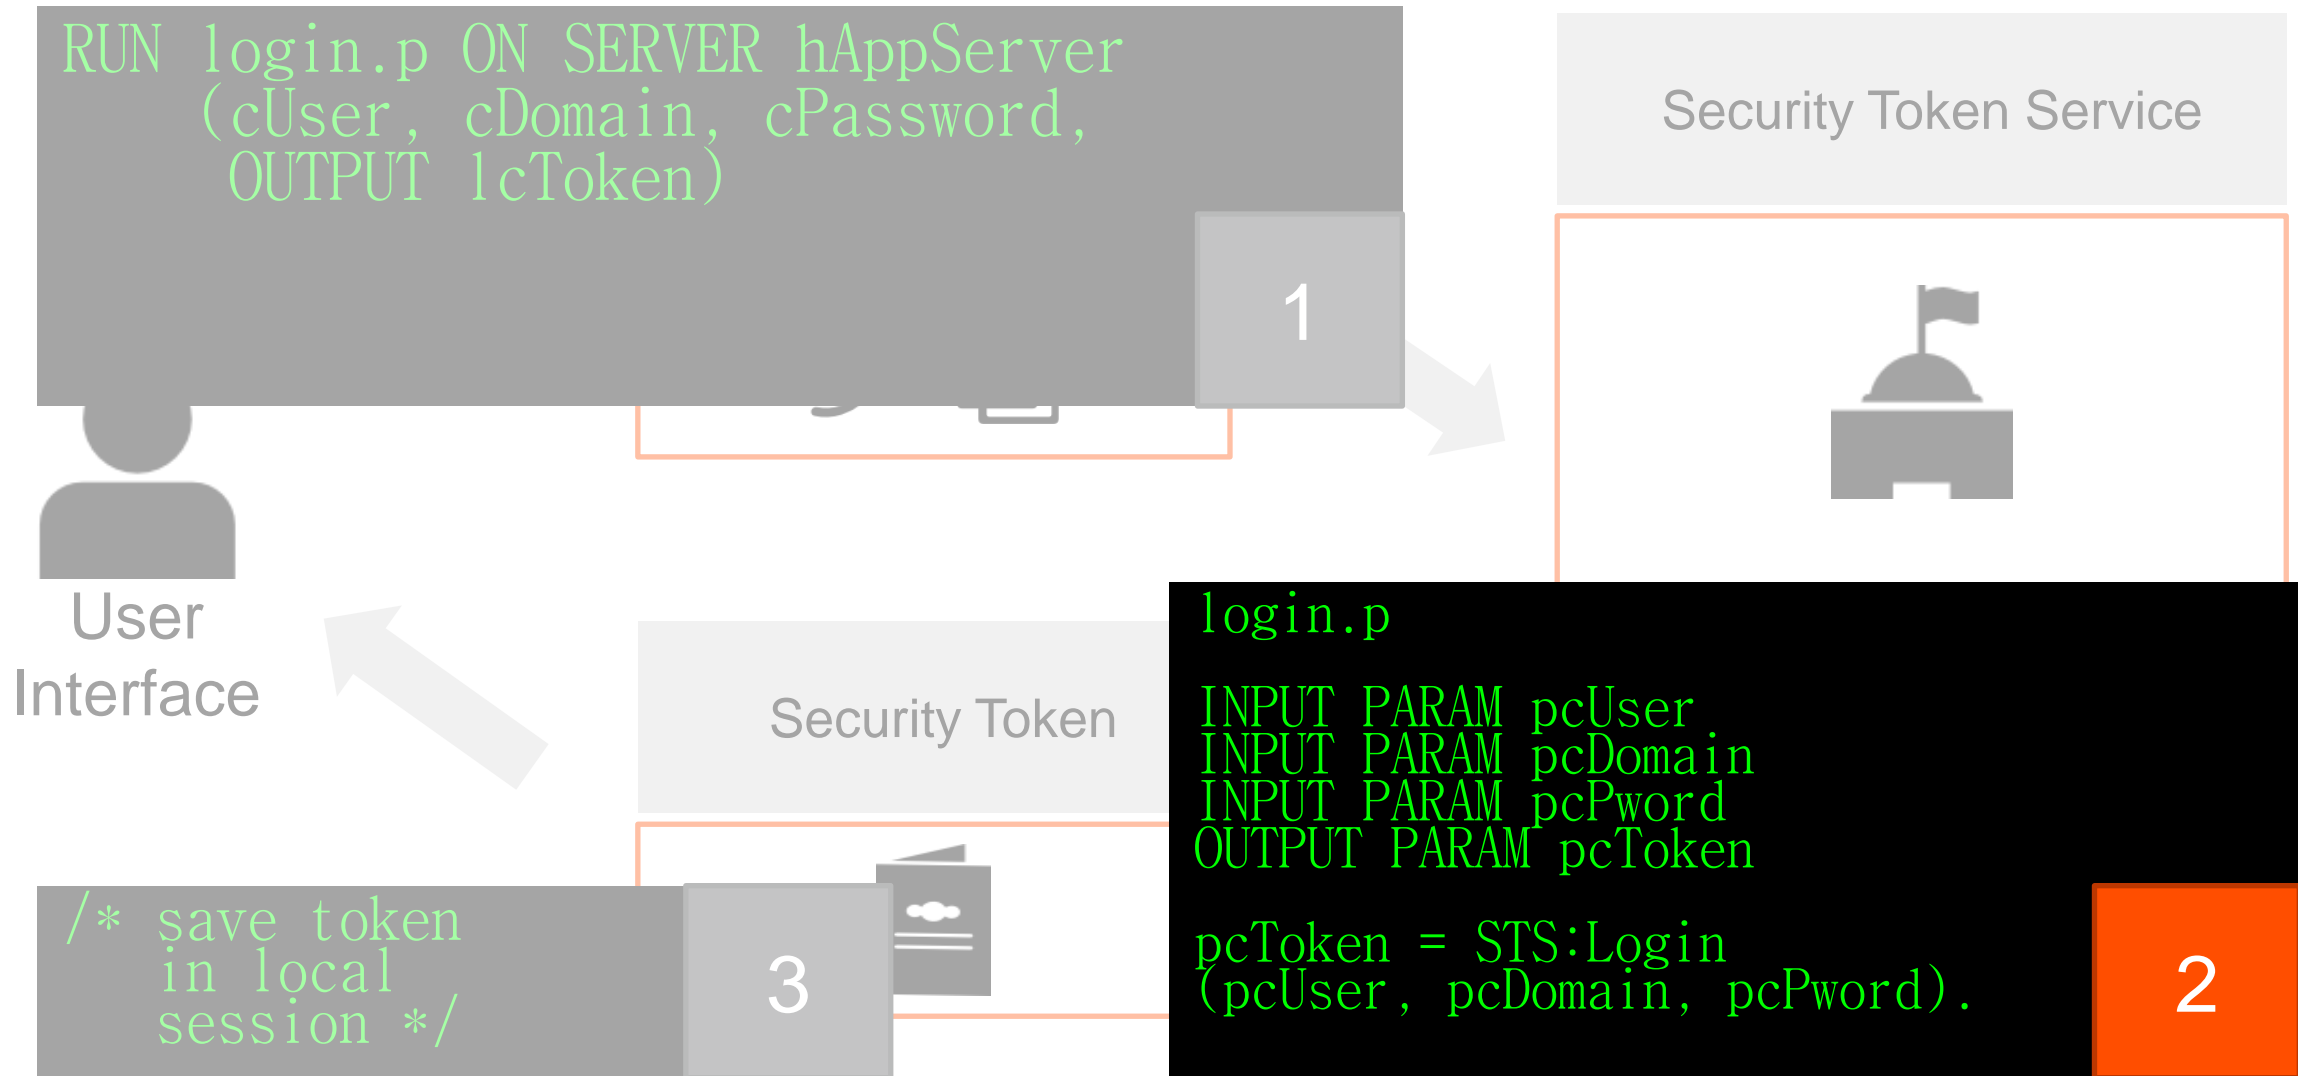 RUN login.p ON SERVER hAppServer
(cUser, cDomain, cPassword,
OUTPUT lcToken)
1
Security Token Service
User
Interface
Security Token
login.p
INPUT PARAM pcUser
INPUT PARAM pcDomain
INPUT PARAM pcPword
OUTPUT PARAM pcToken
pcToken = STS:Login
(pcUser, pcDomain, pcPword).
2
/* save token
in local
session */
3